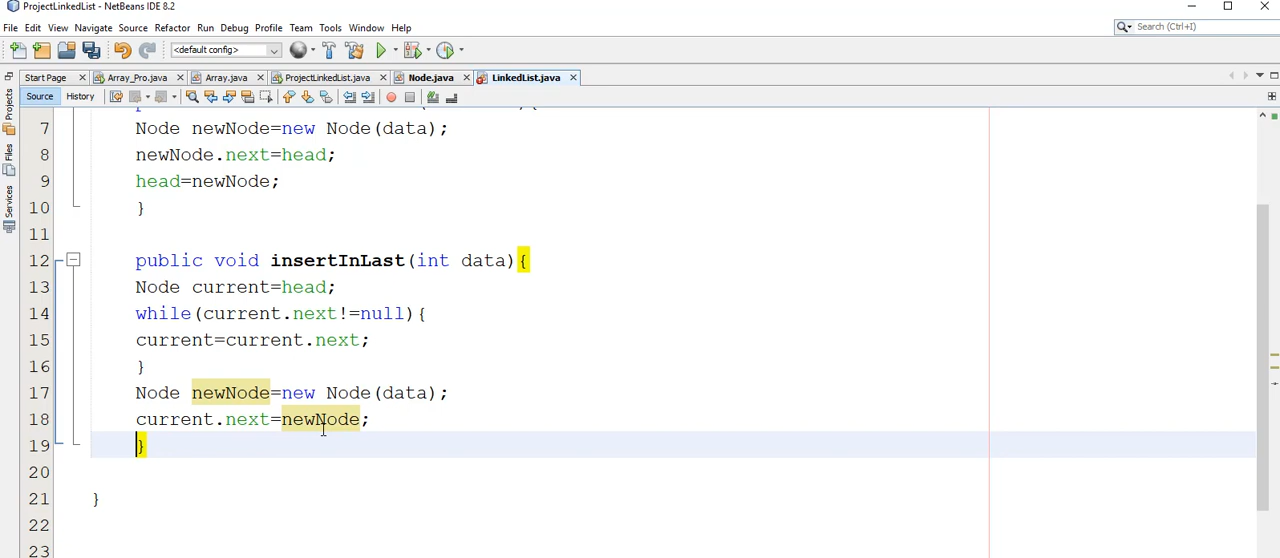 ProjectLinkedList - NetBeans IDE 8.2
File Edit View Navigate Source Refactor Run Debug Profile Team Tools Window Help
Search (Ctrl+I)
<default config>
Start Page Array_Pro.java Array.java ProjectLinkedList.java Node.java LinkedList.java
Source History
Projects
Files
Services
7 Node newNode=new Node(data);
8 newNode.next=head;
9 head=newNode;
10 }
11
12 public void insertInLast(int data){
13 Node current=head;
14 while(current.next!=null){
15 current=current.next;
16 }
17 Node newNode=new Node(data);
18 current.next=newNode;
19 }
20
21 }
22
23